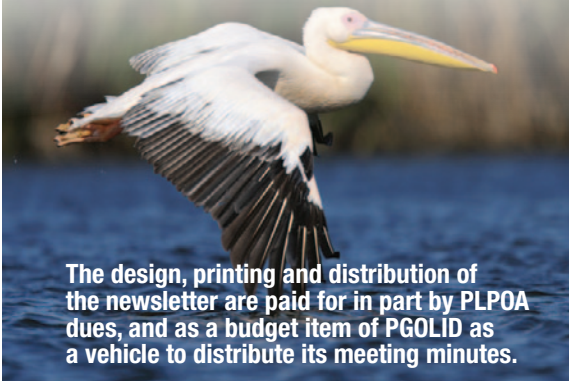 The design, printing and distribution of
the newsletter are paid for in part by PLPOA
dues, and as a budget item of PGOLID as
a vehicle to distribute its meeting minutes.